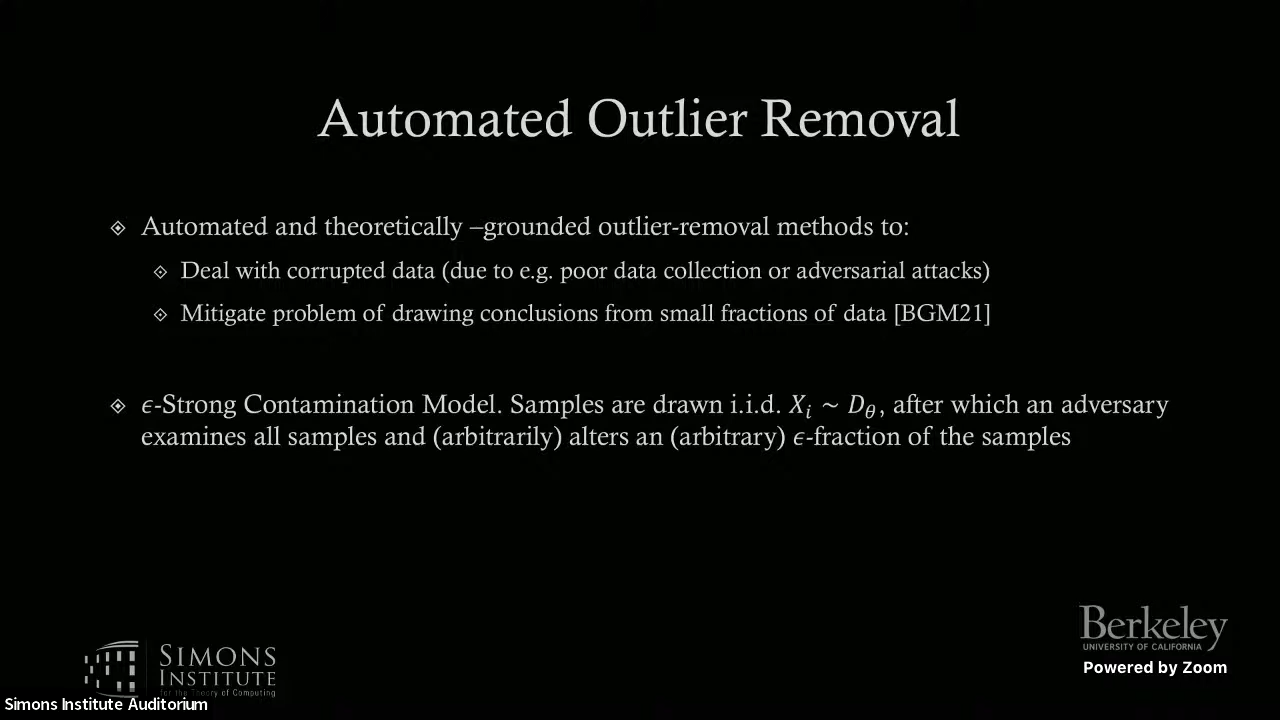 Automated Outlier Removal
Automated and theoretically –grounded outlier-removal methods to:
Deal with corrupted data (due to e.g. poor data collection or adversarial attacks)
Mitigate problem of drawing conclusions from small fractions of data [BGM21]
ϵ-Strong Contamination Model. Samples are drawn i.i.d. Xᵢ ~ D_θ, after which an adversary
examines all samples and (arbitrarily) alters an (arbitrary) ϵ-fraction of the samples
Berkeley
UNIVERSITY OF CALIFORNIA
Powered by Zoom
SIMONS
INSTITUTE
for the Theory of Computing
Simons Institute Auditorium